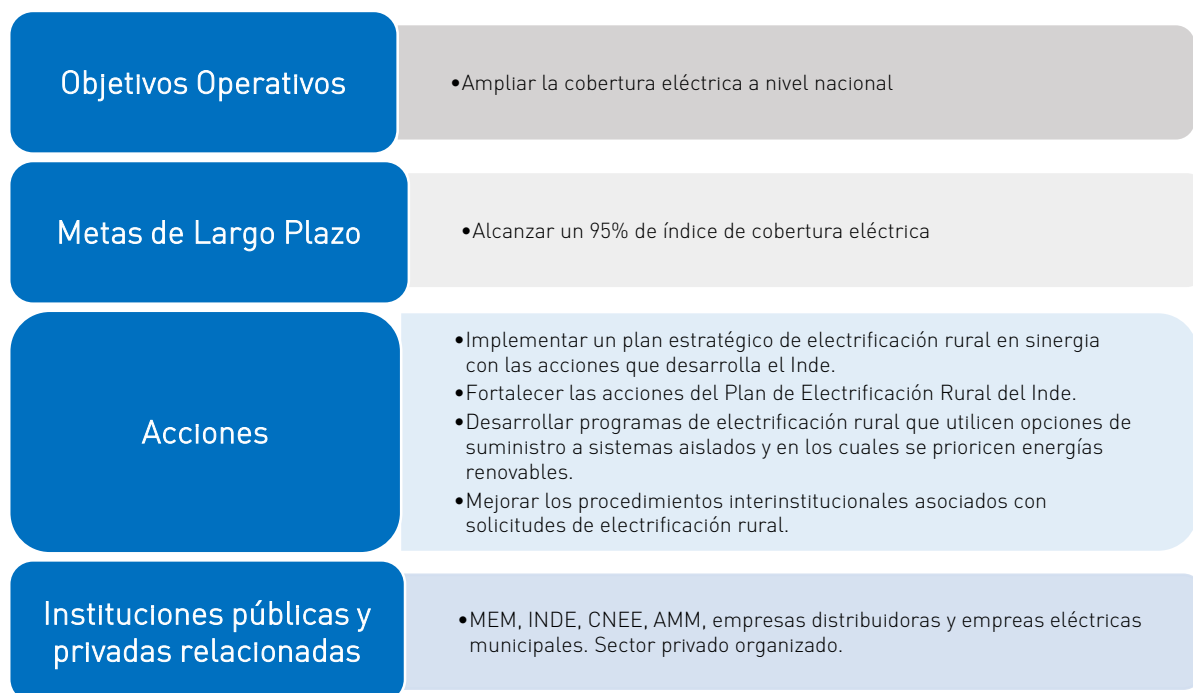 Objetivos Operativos
•Ampliar la cobertura eléctrica a nivel nacional
Metas de Largo Plazo
•Alcanzar un 95% de índice de cobertura eléctrica
Acciones
•Implementar un plan estratégico de electrificación rural en sinergia
con las acciones que desarrolla el Inde.
•Fortalecer las acciones del Plan de Electrificación Rural del Inde.
•Desarrollar programas de electrificación rural que utilicen opciones de
suministro a sistemas aislados y en los cuales se prioricen energías
renovables.
•Mejorar los procedimientos interinstitucionales asociados con
solicitudes de electrificación rural.
Instituciones públicas y
privadas relacionadas
•MEM, INDE, CNEE, AMM, empresas distribuidoras y empreas eléctricas
municipales. Sector privado organizado.